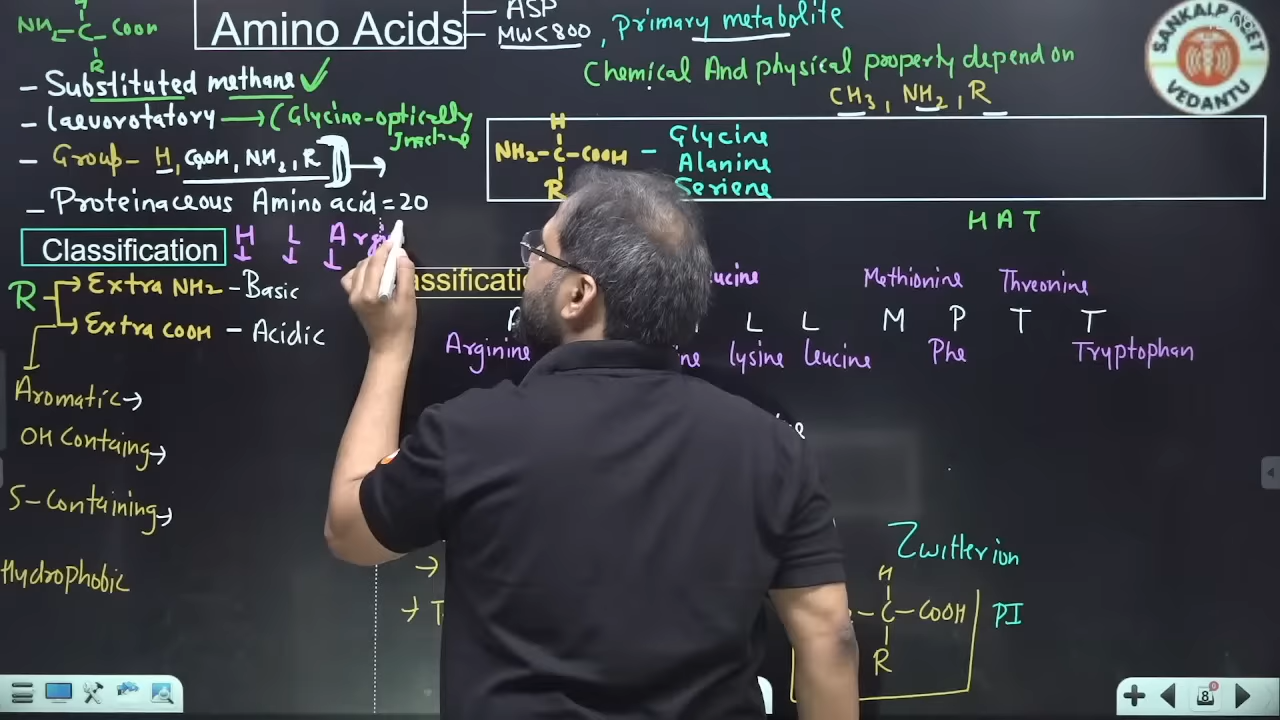 H
NH2-C-COOH
R
Amino Acids
ASP
MW<800, Primary metabolite
Chemical And physical property depend on
CH3, NH2, R
- Substituted methane ✓
- Laevorotatory → (Glycine-optically
Inactive
- Group- H, COOH, NH2, R →
- Proteinaceous Amino acid = 20
H
NH2-C-COOH -
R
Glycine
Alanine
Seriene
SANKALP NEET
VEDANTU
HAT
Classification
H L Arg
R
Extra NH2 - Basic
Extra COOH - Acidic
Aromatic →
OH Containg →
S-Containing →
Hydrophobic
Methionine Threonine
L L M P T T
Arginine
lysine Leucine Phe Tryptophan
Zwitterion
H
-C-COOH
R
PI
8